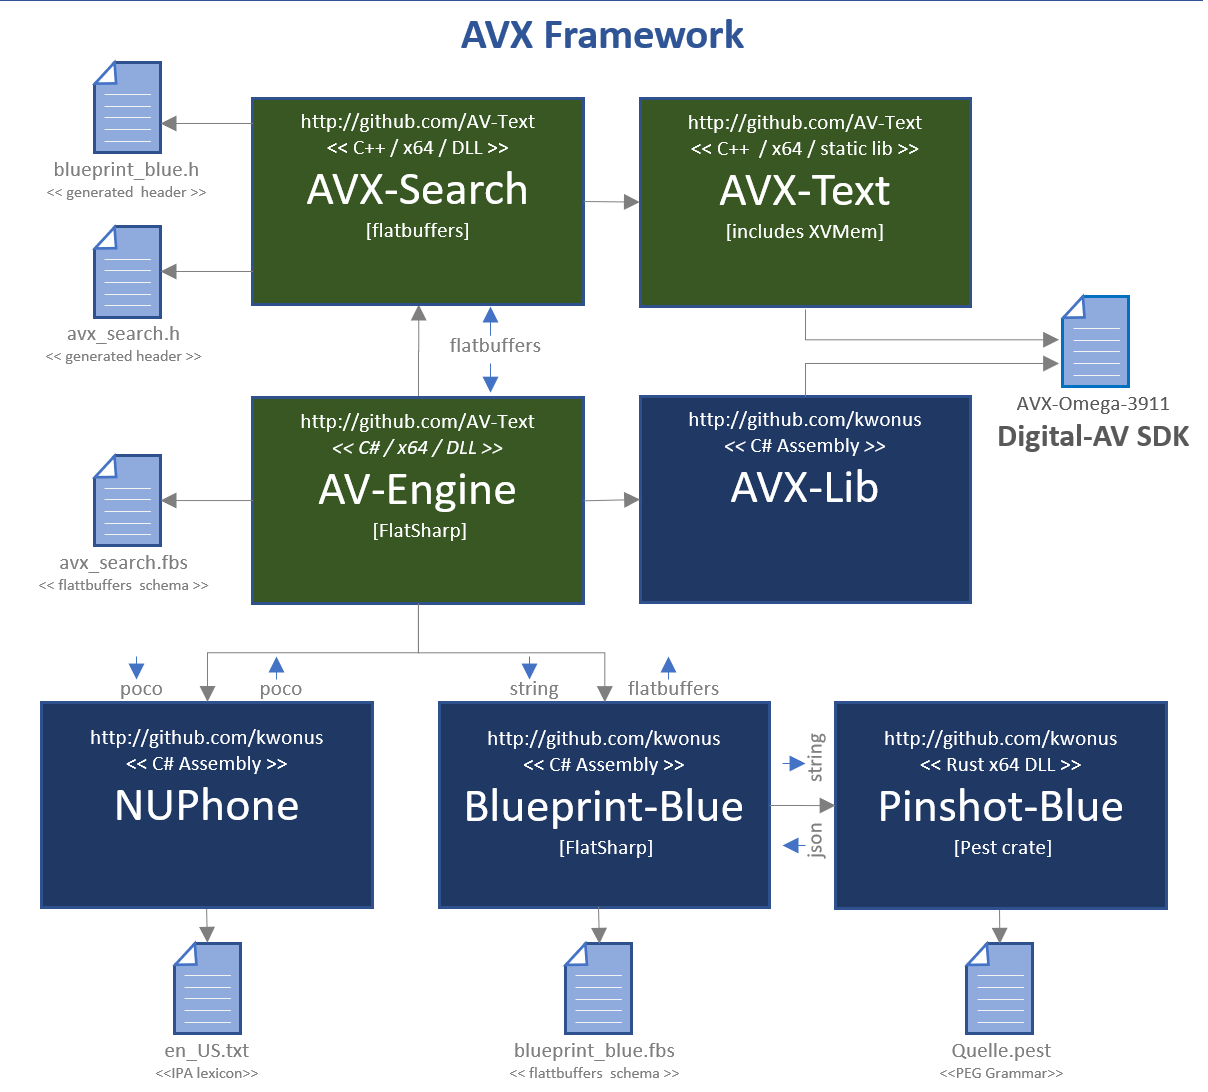 AVX Framework
http://github.com/AV-Text
<< C++ / x64 / DLL >>
AVX-Search
[flatbuffers]
http://github.com/AV-Text
<< C++  / x64 / static lib >>
AVX-Text
[includes XVMem]
blueprint_blue.h
<< generated  header >>
avx_search.h
<< generated header >>
flatbuffers
AVX-Omega-3911
Digital-AV SDK
http://github.com/AV-Text
<< C# / x64 / DLL >>
AV-Engine
[FlatSharp]
http://github.com/kwonus
<< C# Assembly >>
AVX-Lib
avx_search.fbs
<< flattbuffers  schema >>
poco
poco
string
flatbuffers
http://github.com/kwonus
<< C# Assembly >>
NUPhone
http://github.com/kwonus
<< C# Assembly >>
Blueprint-Blue
[FlatSharp]
string
json
http://github.com/kwonus
<< Rust x64 DLL >>
Pinshot-Blue
[Pest crate]
en_US.txt
<<IPA lexicon>>
blueprint_blue.fbs
<< flattbuffers  schema >>
Quelle.pest
<<PEG Grammar>>